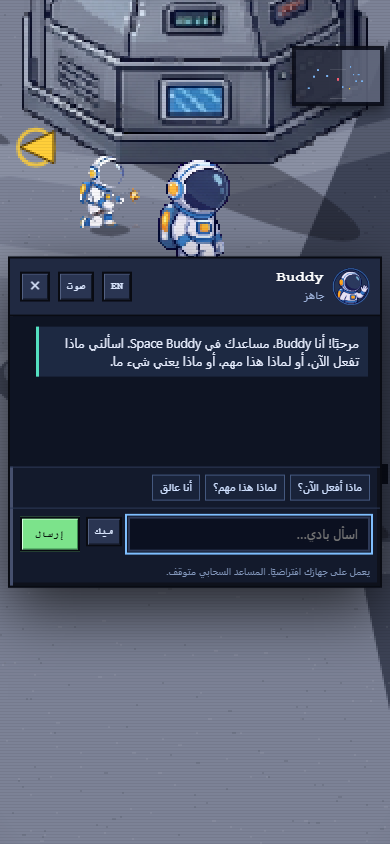 Buddy
جاهز
EN
صوت
✕
مرحبًا! أنا Buddy، مساعدك في Space Buddy. اسألني ماذا
تفعل الآن، أو لماذا هذا مهم، أو ماذا يعني شيء ما.
ماذا أفعل الآن؟
لماذا هذا مهم؟
أنا عالق
اسأل بادي...
ميك
إرسال
يعمل على جهازك افتراضيًا. المساعد السحابي متوقف.